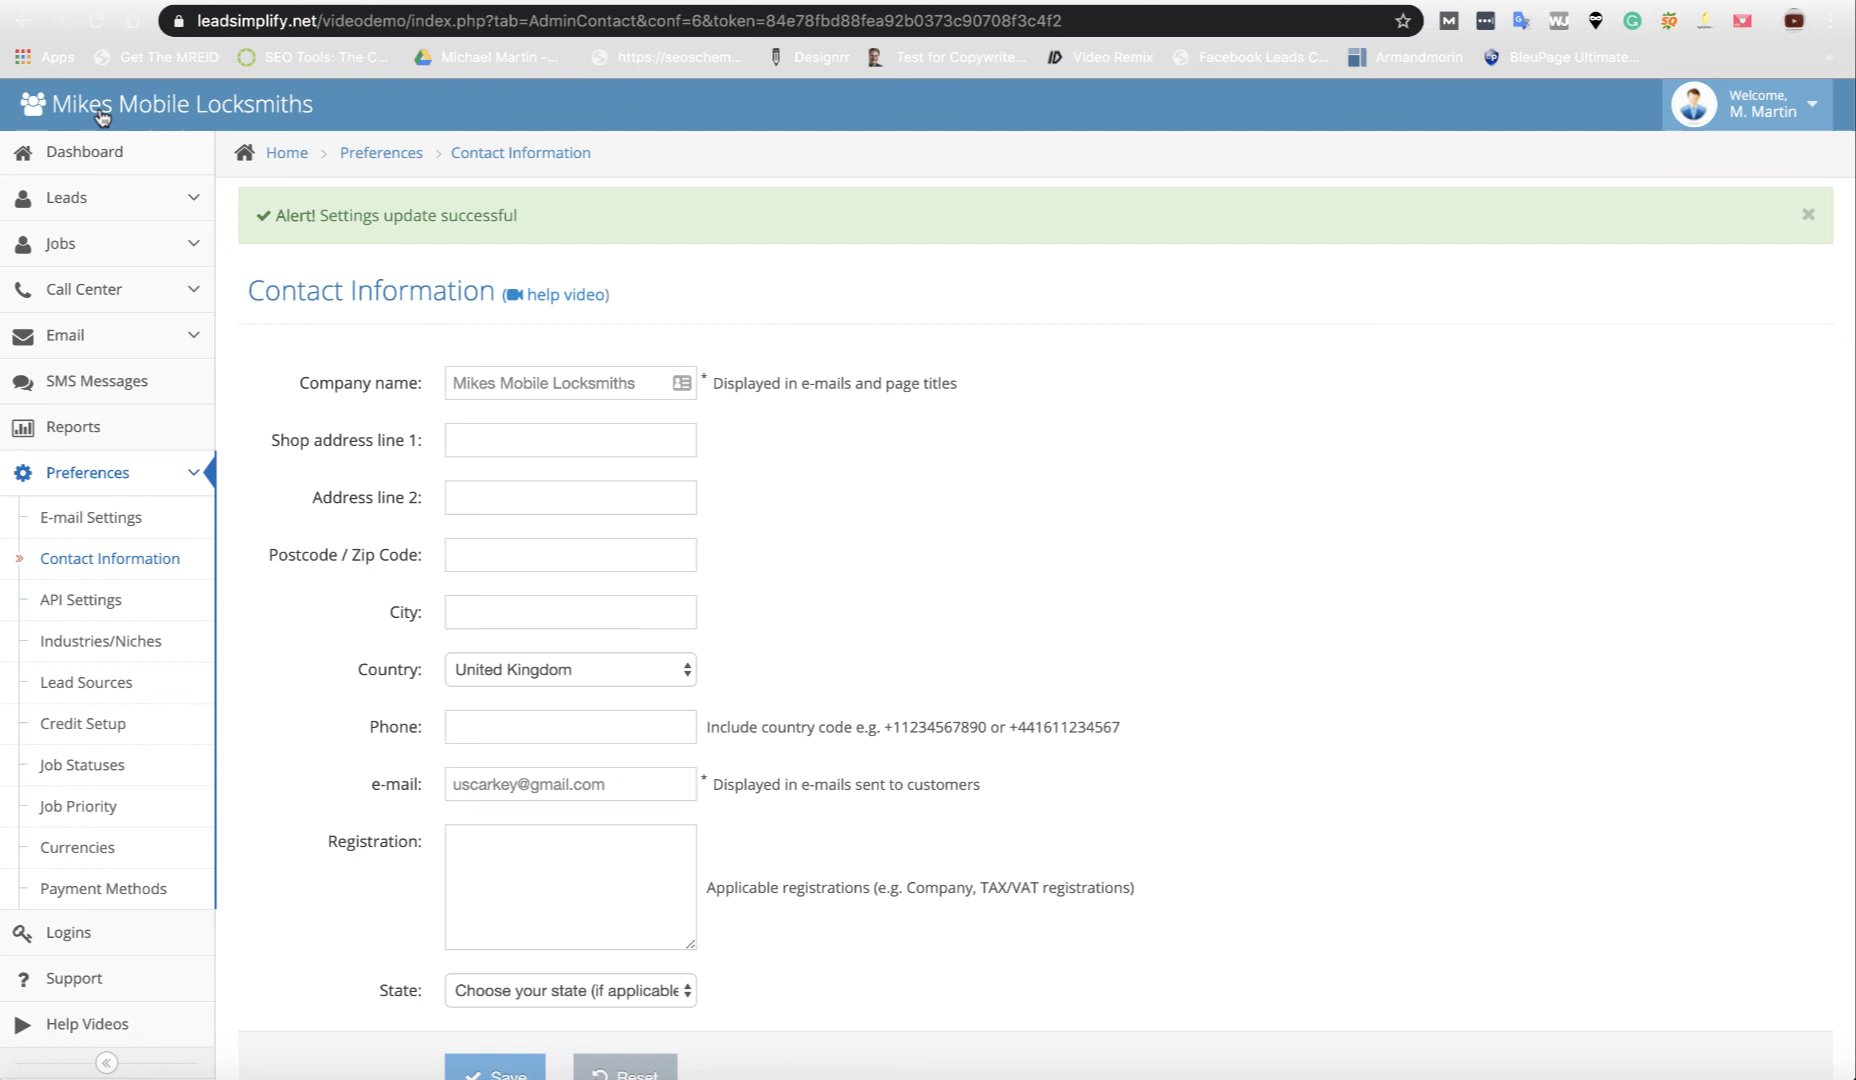 leadsimplify.net/videodemo/index.php?tab=AdminContact&conf=6&token=84e78fbd88fea92b0373c90708f3c4f2
Apps Get The MREID SEO Tools: The C... Michael Martin -... https://seoschem... Designrr Test for Copywrite... Video Remix Facebook Leads C... Armandmorin BleuPage Ultimate... »
Mikes Mobile Locksmiths
Welcome,
M. Martin
Dashboard
Leads
Jobs
Call Center
Email
SMS Messages
Reports
Preferences
E-mail Settings
Contact Information
API Settings
Industries/Niches
Lead Sources
Credit Setup
Job Statuses
Job Priority
Currencies
Payment Methods
Logins
Support
Help Videos
Home > Preferences > Contact Information
Alert! Settings update successful
Contact Information (help video)
Company name: Mikes Mobile Locksmiths * Displayed in e-mails and page titles
Shop address line 1:
Address line 2:
Postcode / Zip Code:
City:
Country: United Kingdom
Phone: Include country code e.g. +11234567890 or +441611234567
e-mail: uscarkey@gmail.com * Displayed in e-mails sent to customers
Registration: Applicable registrations (e.g. Company, TAX/VAT registrations)
State: Choose your state (if applicable
Save Reset